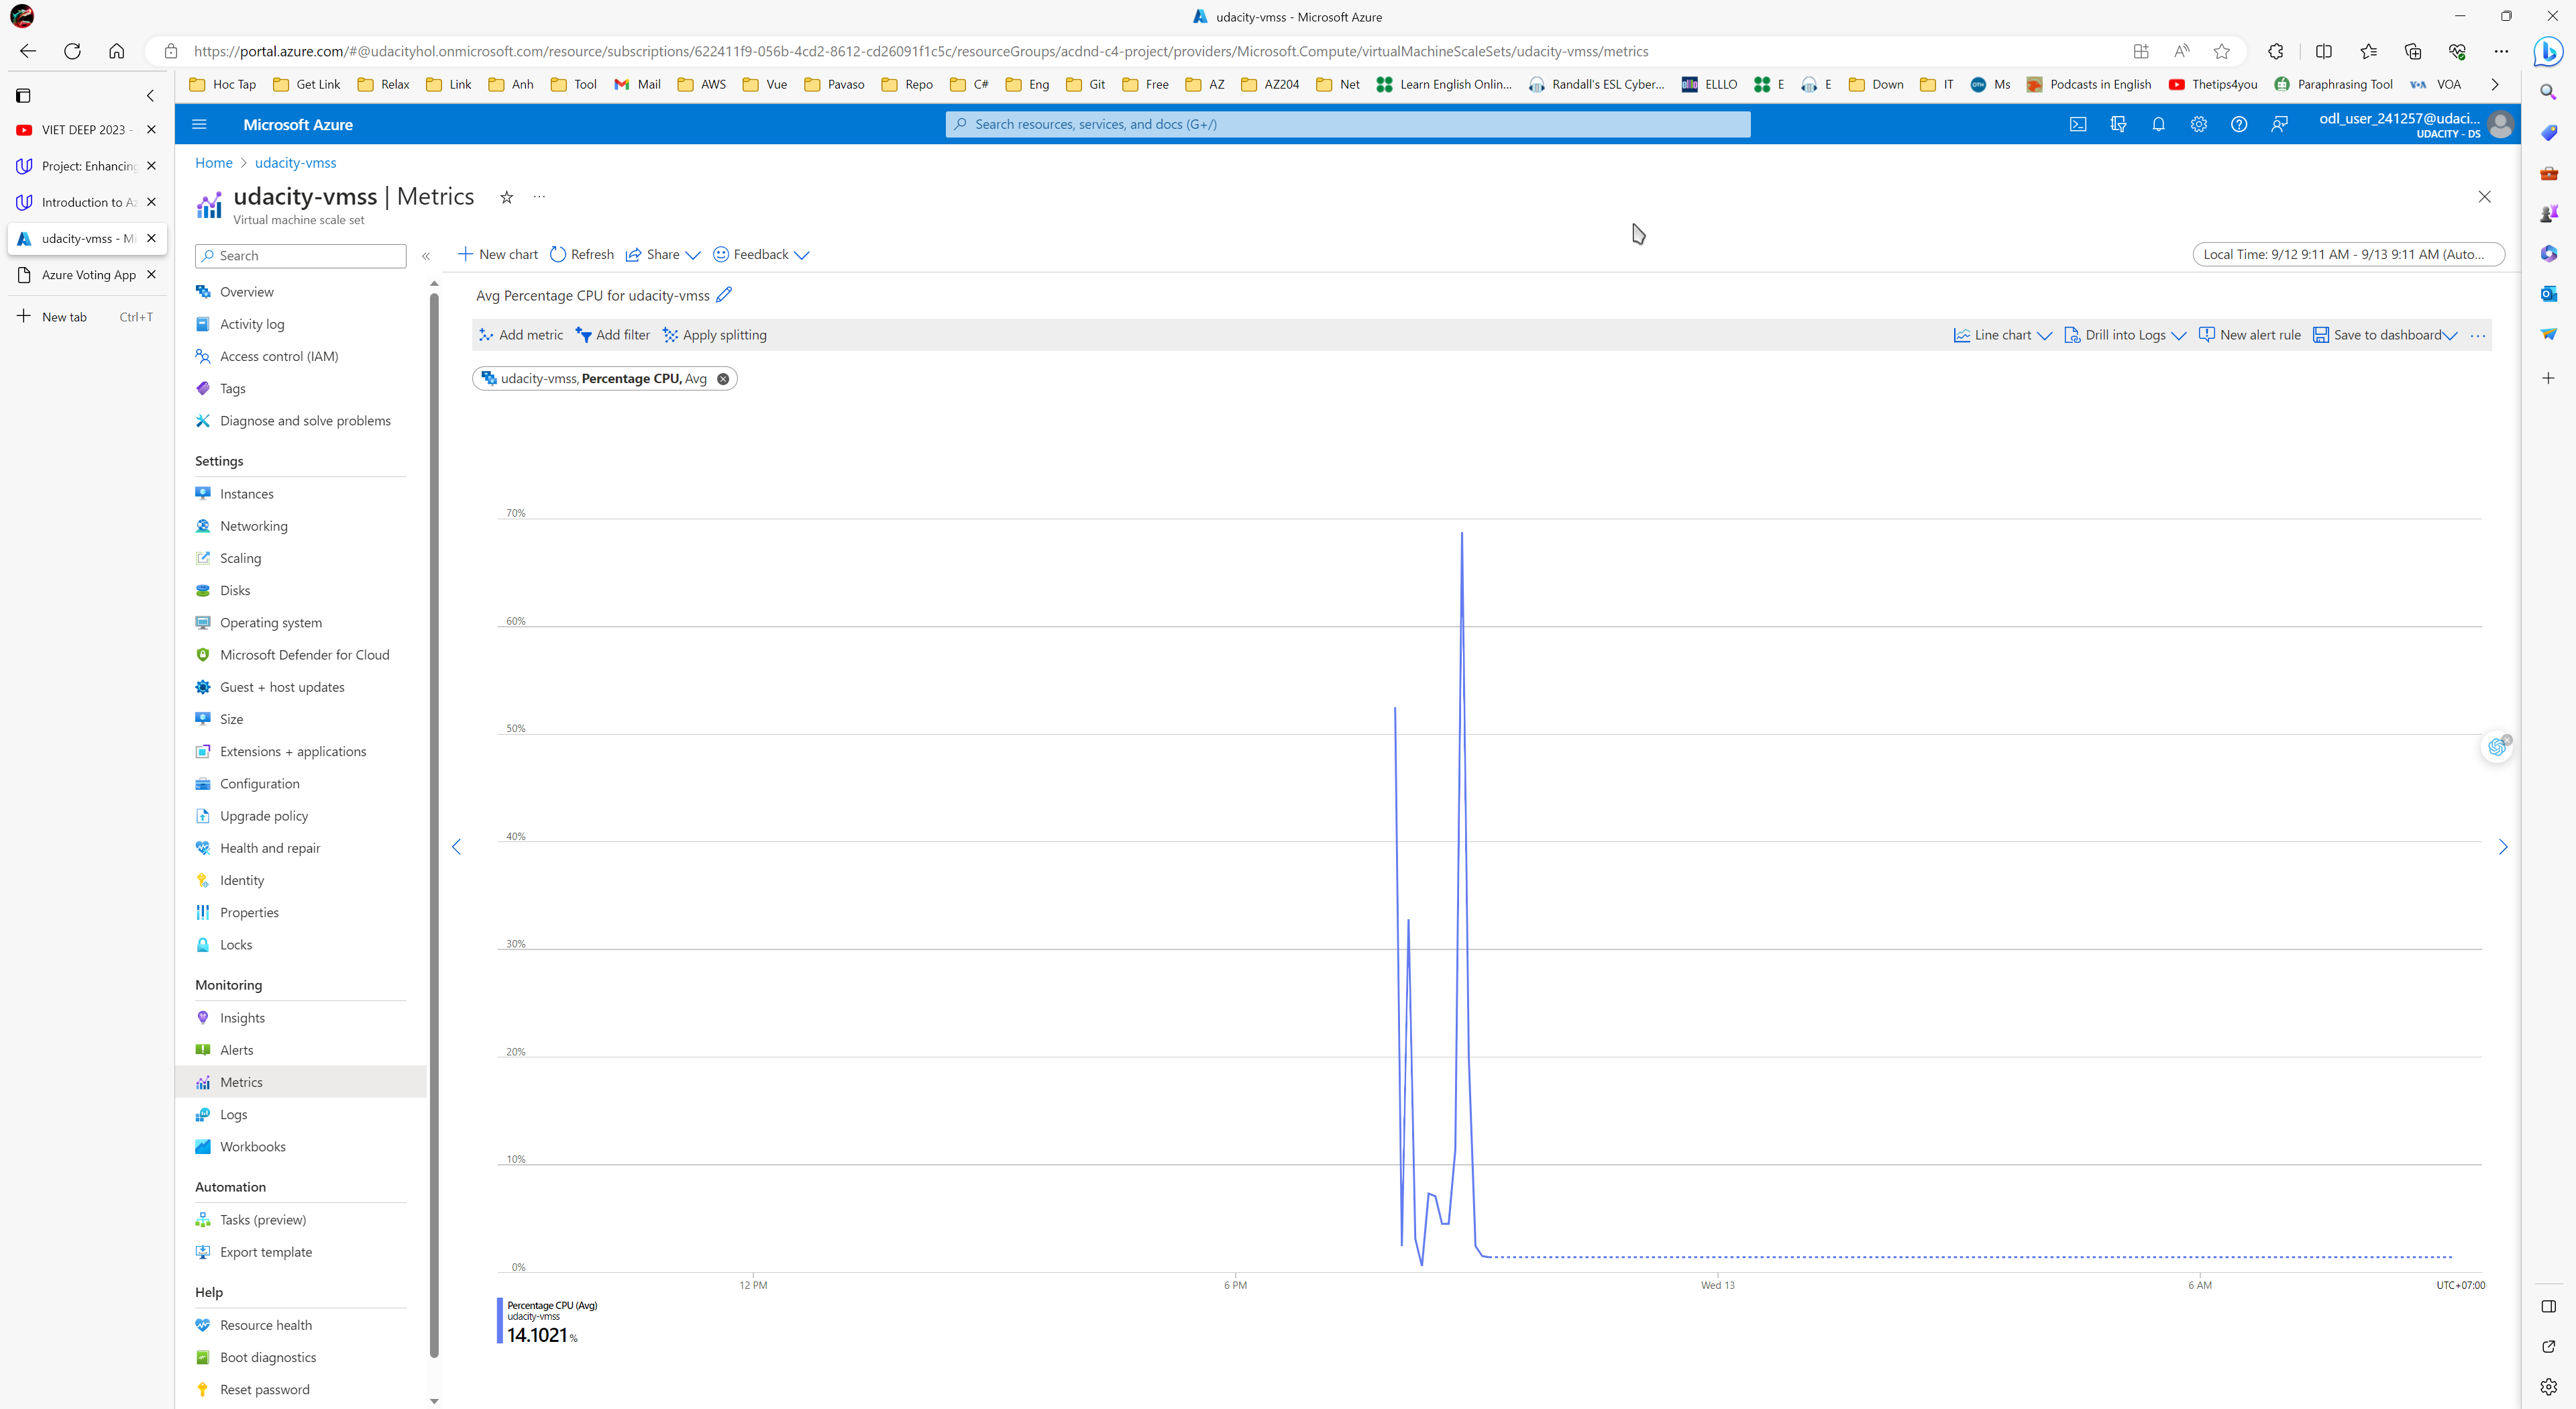 udacity-vmss - Microsoft Azure
https://portal.azure.com/#@udacityhol.onmicrosoft.com/resource/subscriptions/622411f9-056b-4cd2-8612-cd26091f1c5c/resourceGroups/acdnd-c4-project/providers/Microsoft.Compute/virtualMachineScaleSets/udacity-vmss/metrics
Hoc Tap Get Link Relax Link Anh Tool Mail AWS Vue Pavaso Repo C# Eng Git Free AZ AZ204 Net Learn English Onlin... Randall's ESL Cyber... ELLLO E E Down IT Ms Podcasts in English Thetips4you Paraphrasing Tool VOA
VIET DEEP 2023 -
Project: Enhancing
Introduction to Az
udacity-vmss - Mi
Azure Voting App
New tab Ctrl+T
Microsoft Azure
Search resources, services, and docs (G+/)
odl_user_241257@udaci...
UDACITY - DS
Home > udacity-vmss
udacity-vmss | Metrics
Virtual machine scale set
Search
Overview
Activity log
Access control (IAM)
Tags
Diagnose and solve problems
Settings
Instances
Networking
Scaling
Disks
Operating system
Microsoft Defender for Cloud
Guest + host updates
Size
Extensions + applications
Configuration
Upgrade policy
Health and repair
Identity
Properties
Locks
Monitoring
Insights
Alerts
Metrics
Logs
Workbooks
Automation
Tasks (preview)
Export template
Help
Resource health
Boot diagnostics
Reset password
New chart Refresh Share Feedback
Local Time: 9/12 9:11 AM - 9/13 9:11 AM (Auto...
Avg Percentage CPU for udacity-vmss
Add metric Add filter Apply splitting
Line chart Drill into Logs New alert rule Save to dashboard
udacity-vmss, Percentage CPU, Avg
70%
60%
50%
40%
30%
20%
10%
0%
12 PM 6 PM Wed 13 6 AM UTC+07:00
Percentage CPU (Avg)
udacity-vmss
14.1021 %